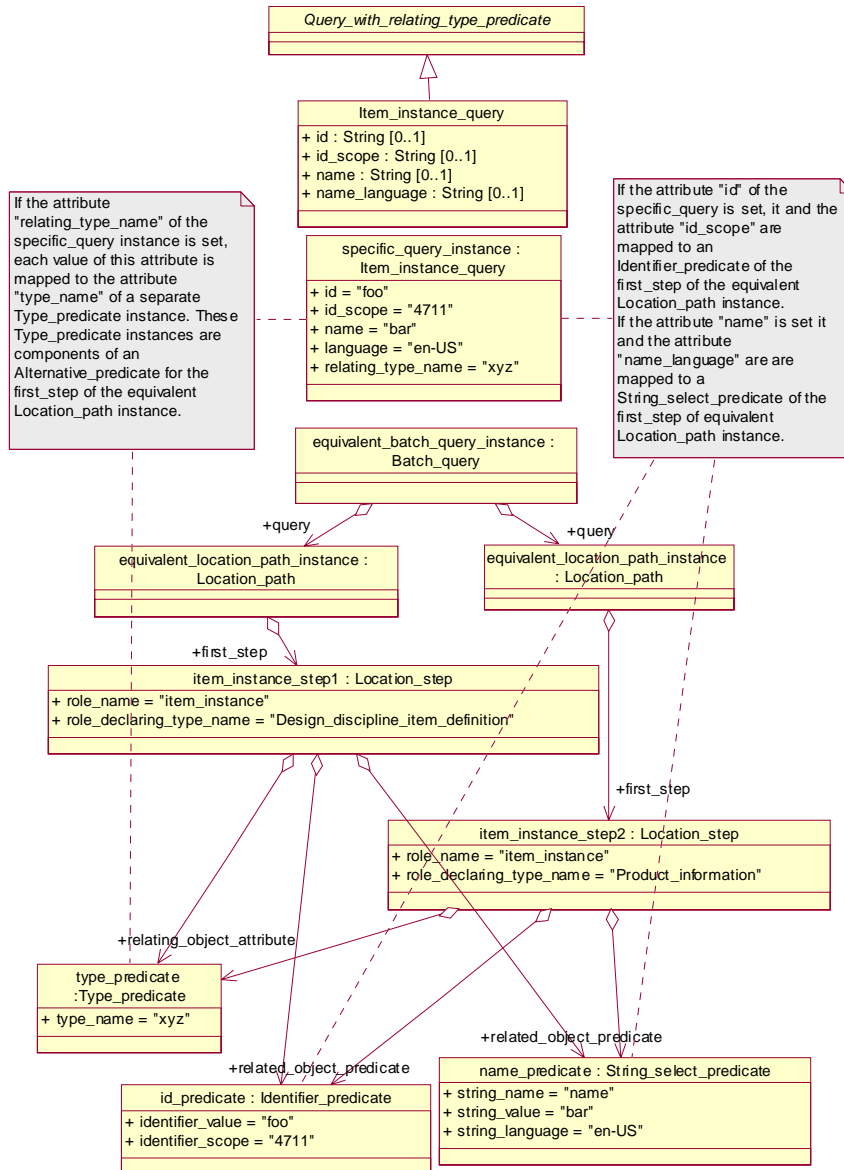 Query_with_relating_type_predicate
Item_instance_query
+ id : String [0..1]
+ id_scope : String [0..1]
+ name : String [0..1]
+ name_language : String [0..1]
If the attribute
"relating_type_name" of the
specific_query instance is set,
each value of this attribute is
mapped to the attribute
"type_name" of a separate
Type_predicate instance. These
Type_predicate instances are
components of an
Alternative_predicate for the
first_step of the equivalent
Location_path instance.
specific_query_instance :
Item_instance_query
+ id = "foo"
+ id_scope = "4711"
+ name = "bar"
+ language = "en-US"
+ relating_type_name = "xyz"
If the attribute "id" of the
specific_query is set, it and the
attribute "id_scope" are
mapped to an
Identifier_predicate of the
first_step of the equivalent
Location_path instance.
If the attribute "name" is set it
and the attribute
"name_language" are are
mapped to a
String_select_predicate of the
first_step of equivalent
Location_path instance.
equivalent_batch_query_instance :
Batch_query
+query
+query
equivalent_location_path_instance :
Location_path
equivalent_location_path_instance
: Location_path
+first_step
item_instance_step1 : Location_step
+ role_name = "item_instance"
+ role_declaring_type_name = "Design_discipline_item_definition"
+first_step
item_instance_step2 : Location_step
+ role_name = "item_instance"
+ role_declaring_type_name = "Product_information"
+relating_object_attribute
type_predicate
:Type_predicate
+ type_name = "xyz"
+related_object_predicate
+related_object_predicate
name_predicate : String_select_predicate
+ string_name = "name"
+ string_value = "bar"
+ string_language = "en-US"
id_predicate : Identifier_predicate
+ identifier_value = "foo"
+ identifier_scope = "4711"